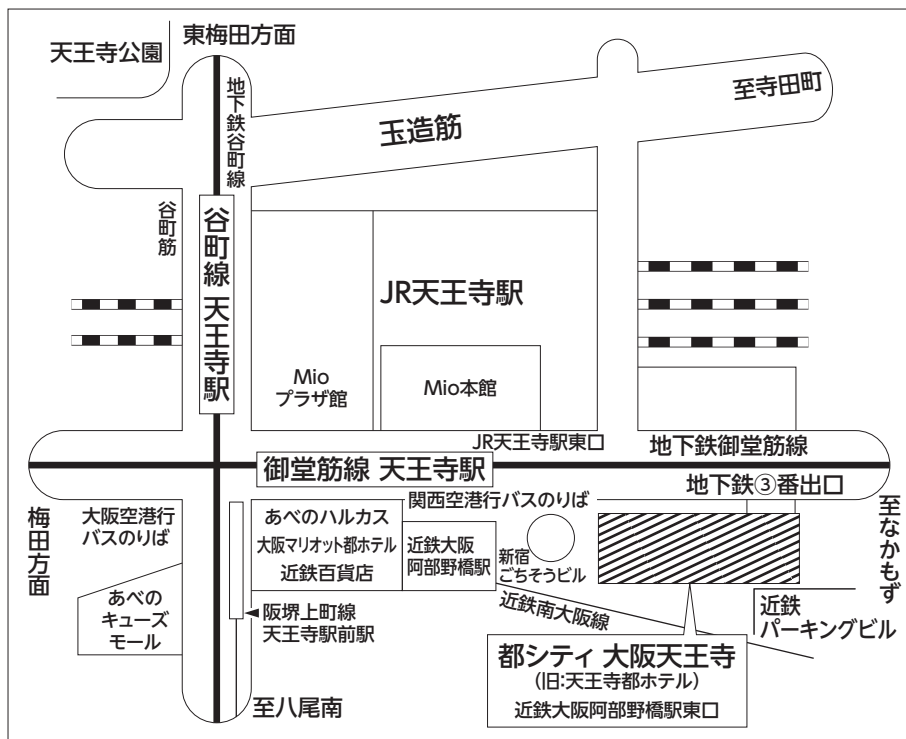 東梅田方面
天王寺公園
地下鉄谷町線
至寺田町
玉造筋
谷町筋
谷町線 天王寺駅
JR天王寺駅
Mio
プラザ館
Mio本館
JR天王寺駅東口
地下鉄御堂筋線
御堂筋線 天王寺駅
地下鉄③番出口
関西空港行バスのりば
梅田方面
大阪空港行
バスのりば
あべのハルカス
大阪マリオット都ホテル
近鉄百貨店
近鉄大阪
阿部野橋駅
新宿
ごちそうビル
至なかもず
あべの
キューズ
モール
阪堺上町線
天王寺駅前駅
近鉄南大阪線
近鉄
パーキングビル
都シティ 大阪天王寺
(旧:天王寺都ホテル)
近鉄大阪阿部野橋駅東口
至八尾南